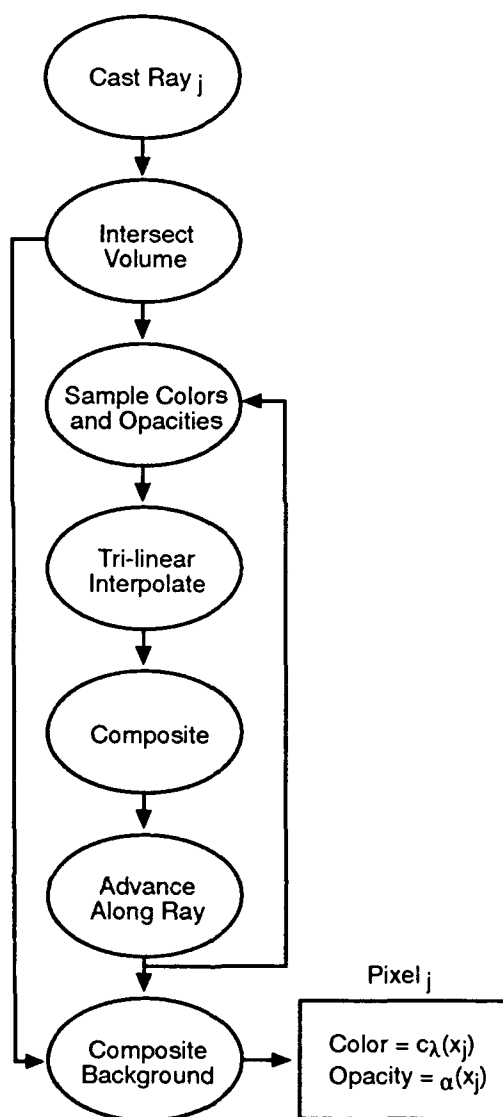 Cast Ray j
Intersect
Volume
Sample Colors
and Opacities
Tri-linear
Interpolate
Composite
Advance
Along Ray
Composite
Background
Pixel j
Color = cλ(xj)
Opacity = α(xj)